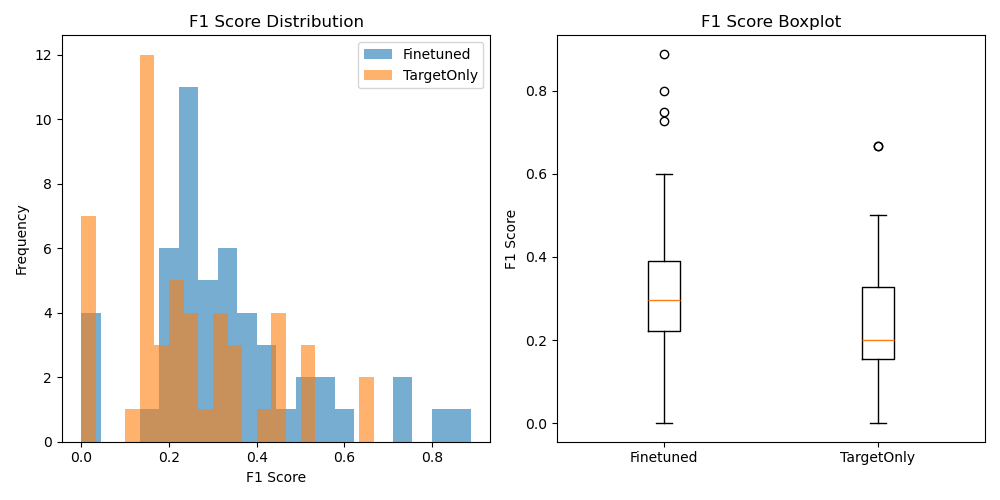 F1 Score Distribution
Finetuned
TargetOnly
12
10
8
6
4
2
0
Frequency
0.0 0.2 0.4 0.6 0.8
F1 Score
F1 Score Boxplot
0.8
0.6
0.4
0.2
0.0
F1 Score
Finetuned TargetOnly